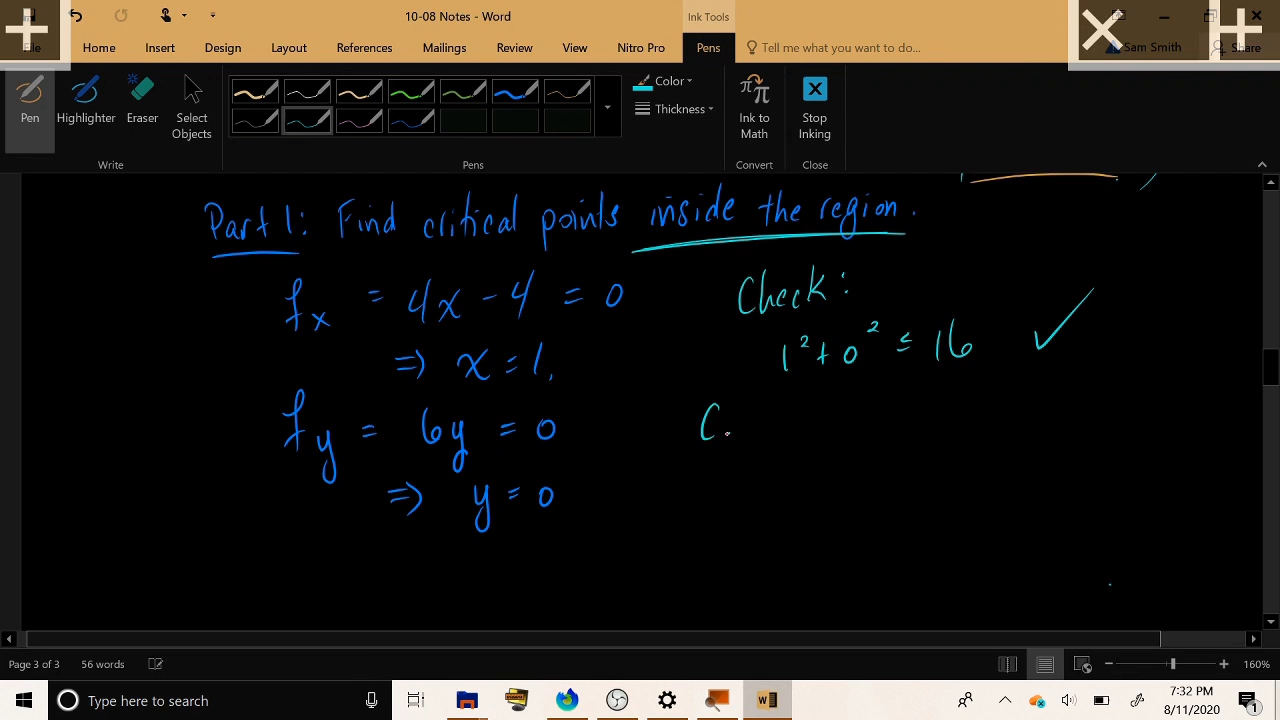 10-08 Notes - Word
Ink Tools
File
Home
Insert
Design
Layout
References
Mailings
Review
View
Nitro Pro
Pens
Tell me what you want to do...
Sam Smith
Share
Pen
Highlighter
Eraser
Select Objects
Color
Thickness
Ink to Math
Stop Inking
Write
Pens
Convert
Close
Part 1: Find critical points inside the region.
f_x = 4x - 4 = 0
⇒ x = 1,
f_y = 6y = 0
⇒ y = 0
Check:
1² + 0² ≤ 16 ✓
C
Page 3 of 3
56 words
160%
Type here to search
7:32 PM
8/11/2020
1